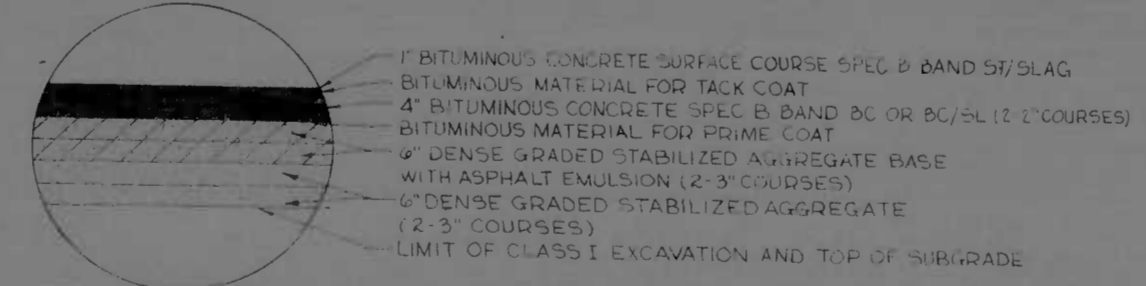 1" BITUMINOUS CONCRETE SURFACE COURSE SPEC B BAND ST/SLAG
BITUMINOUS MATERIAL FOR TACK COAT
4" BITUMINOUS CONCRETE SPEC B BAND BC OR BC/SL (2-2" COURSES)
BITUMINOUS MATERIAL FOR PRIME COAT
6" DENSE GRADED STABILIZED AGGREGATE BASE
WITH ASPHALT EMULSION (2-3" COURSES)
6" DENSE GRADED STABILIZED AGGREGATE
(2-3" COURSES)
LIMIT OF CLASS I EXCAVATION AND TOP OF SUBGRADE